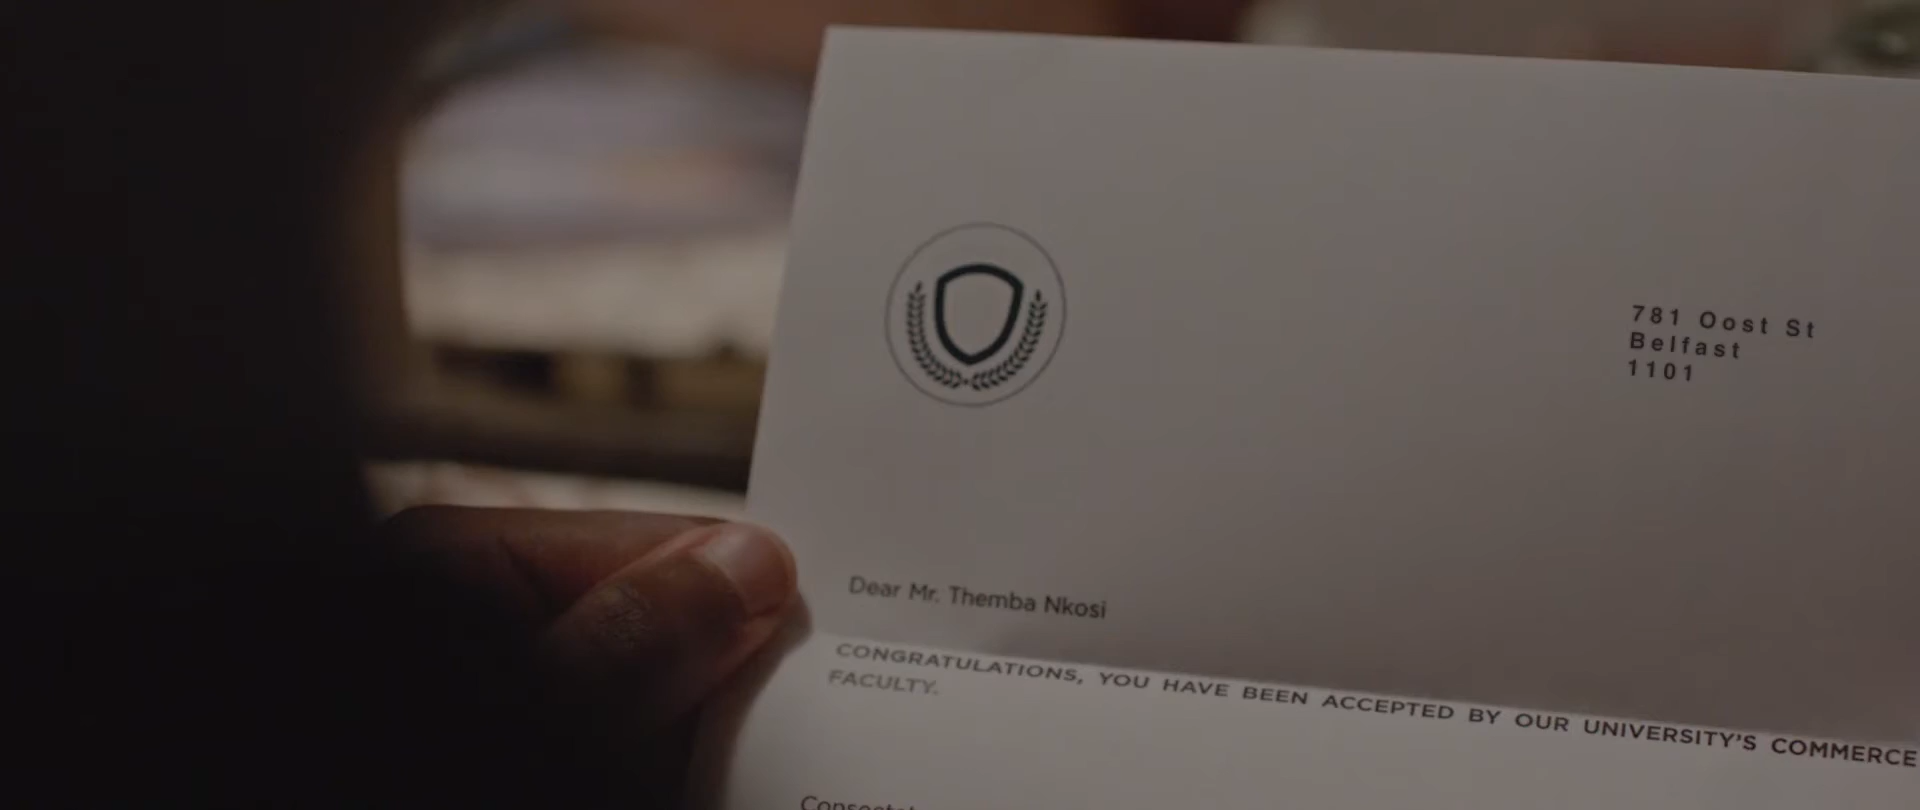 781 Oost St
Belfast
1101
Dear Mr. Themba Nkosi
CONGRATULATIONS, YOU HAVE BEEN ACCEPTED BY OUR UNIVERSITY'S COMMERCE
FACULTY.